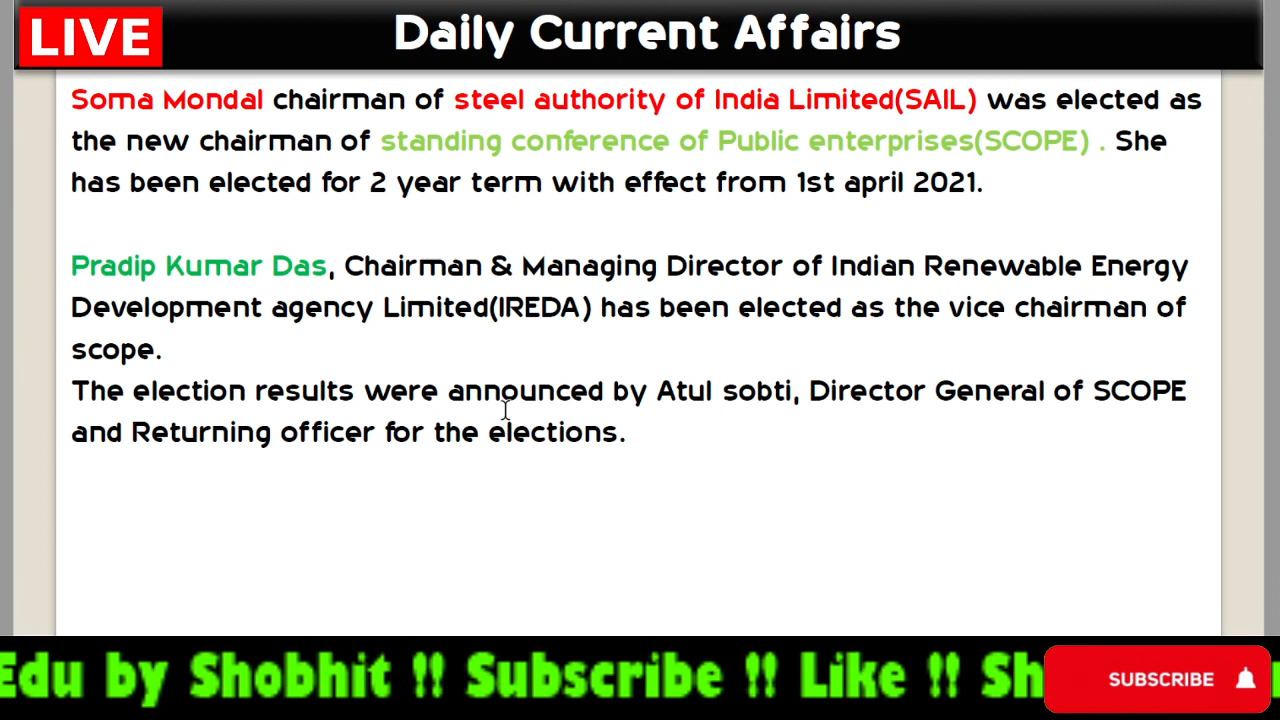 LIVE
Daily Current Affairs
Soma Mondal chairman of steel authority of India Limited(SAIL) was elected as
the new chairman of standing conference of Public enterprises(SCOPE) . She
has been elected for 2 year term with effect from 1st april 2021.
Pradip Kumar Das, Chairman & Managing Director of Indian Renewable Energy
Development agency Limited(IREDA) has been elected as the vice chairman of
scope.
The election results were announced by Atul sobti, Director General of SCOPE
and Returning officer for the elections.
Edu by Shobhit !! Subscribe !! Like !! Sh
SUBSCRIBE